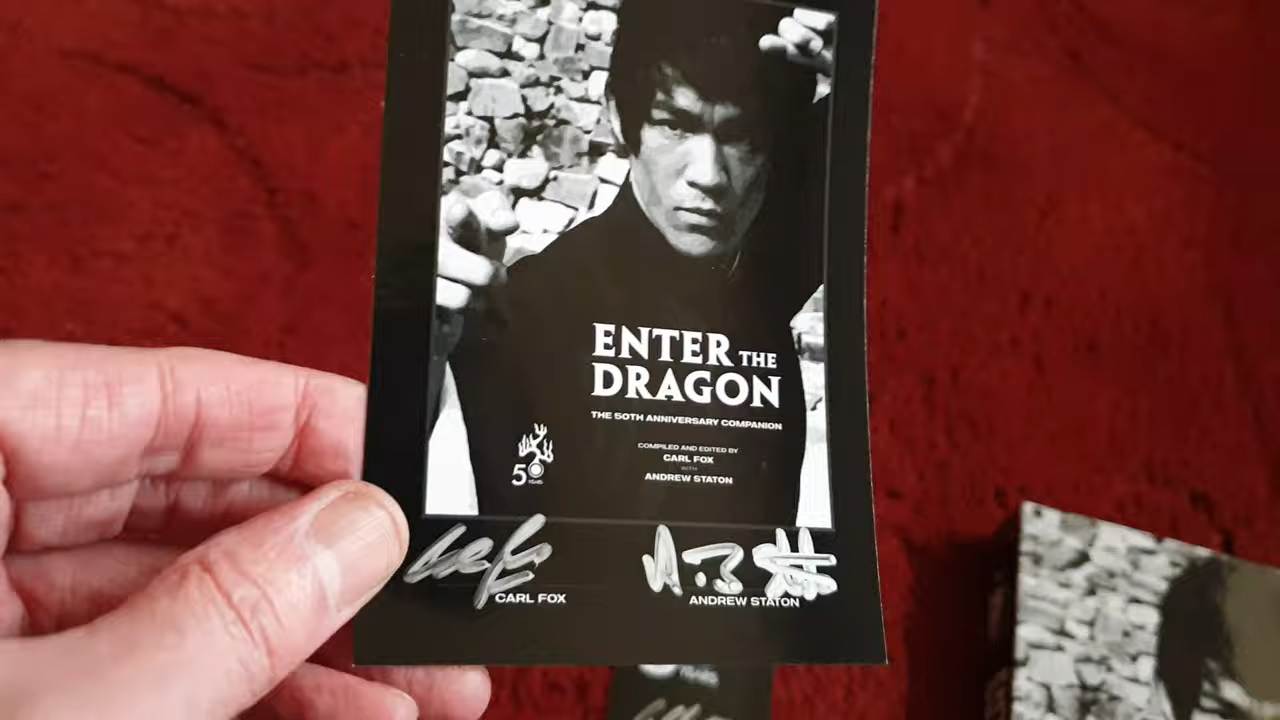 ENTER THE
DRAGON
THE 50TH ANNIVERSARY COMPANION
COMPILED AND EDITED BY
CARL FOX
WITH
ANDREW STATON
50
YEARS
CARL FOX
ANDREW STATON